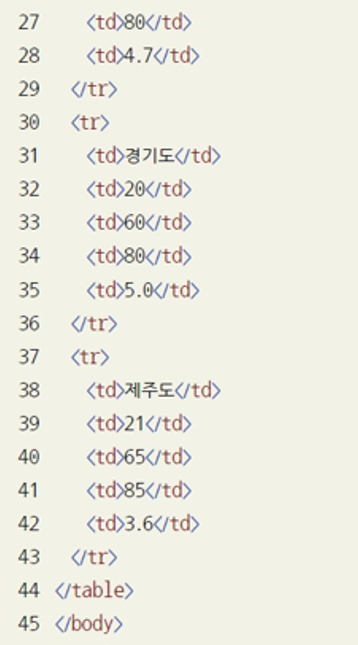 27 <td>80</td>
28 <td>4.7</td>
29 </tr>
30 <tr>
31 <td>경기도</td>
32 <td>20</td>
33 <td>60</td>
34 <td>80</td>
35 <td>5.0</td>
36 </tr>
37 <tr>
38 <td>제주도</td>
39 <td>21</td>
40 <td>65</td>
41 <td>85</td>
42 <td>3.6</td>
43 </tr>
44 </table>
45 </body>